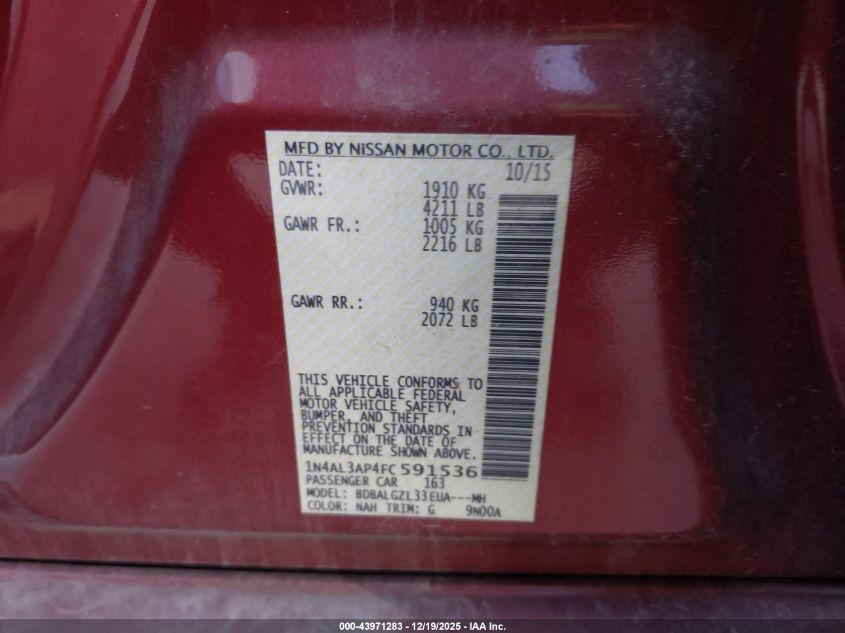 MFD BY NISSAN MOTOR CO., LTD.
DATE: 10/15
GVWR: 1910 KG
4211 LB
GAWR FR.: 1005 KG
2216 LB
GAWR RR.: 940 KG
2072 LB
THIS VEHICLE CONFORMS TO
ALL APPLICABLE FEDERAL
MOTOR VEHICLE SAFETY,
BUMPER, AND THEFT
PREVENTION STANDARDS IN
EFFECT ON THE DATE OF
MANUFACTURE SHOWN ABOVE.
1N4AL3AP4FC591536
PASSENGER CAR 163
MODEL: BDBALGZL33EUA---MH
COLOR: NAH TRIM: G 9N00A
000-43971283 - 12/19/2025 - IAA Inc.